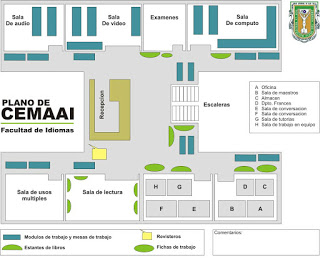 Sala
De audio
Sala
De video
Examenes
Sala
De computo
PLANO DE
CEMAAI
Facultad de Idiomas
Recepcion
Escaleras
A Oficina
B Sala de maestros
C Almacen
D Dpto. Frances
E Sala de conversacion
F Sala de conversacion
G Sala de tutorias
H Sala de trabajo en equipo
Sala de usos
multiples
Sala de lectura
H G
D C
F E
B A
Modulos de trabajo y mesas de trabajo
Revisteros
Estantes de libros
Fichas de trabajo
Comentarios: